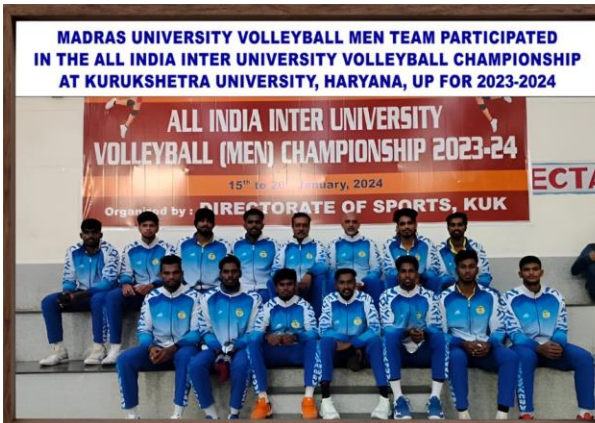 MADRAS UNIVERSITY VOLLEYBALL MEN TEAM PARTICIPATED
IN THE ALL INDIA INTER UNIVERSITY VOLLEYBALL CHAMPIONSHIP
AT KURUKSHETRA UNIVERSITY, HARYANA, UP FOR 2023-2024
ALL INDIA INTER UNIVERSITY
VOLLEYBALL (MEN) CHAMPIONSHIP 2023-24
15th to January, 2024
Organised by : DIRECTORATE OF SPORTS, KUK
ECTA